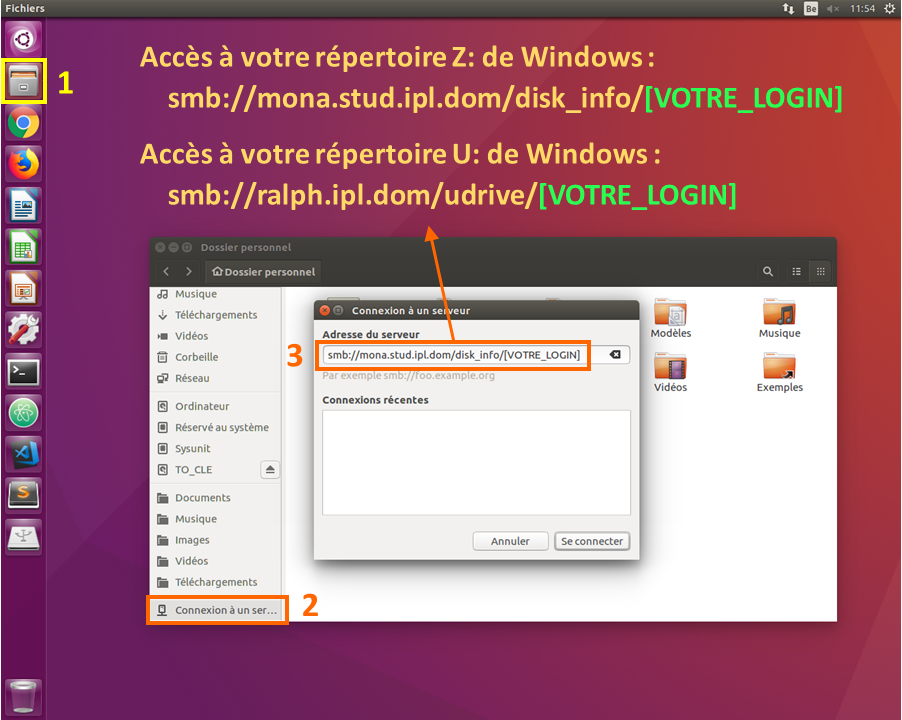 Fichiers
Be
11:54
Accès à votre répertoire Z: de Windows :
smb://mona.stud.ipl.dom/disk_info/[VOTRE_LOGIN]
1
Accès à votre répertoire U: de Windows :
smb://ralph.ipl.dom/udrive/[VOTRE_LOGIN]
Dossier personnel
Dossier personnel
Musique
Téléchargements
Vidéos
Corbeille
Réseau
Ordinateur
Réservé au système
Sysunit
TO_CLE
Documents
Musique
Images
Vidéos
Téléchargements
Connexion à un ser...
2
Connexion à un serveur
Adresse du serveur
3
smb://mona.stud.ipl.dom/disk_info/[VOTRE_LOGIN]
Par exemple smb://foo.example.org
Connexions récentes
Annuler
Se connecter
Modèles
Musique
Vidéos
Exemples